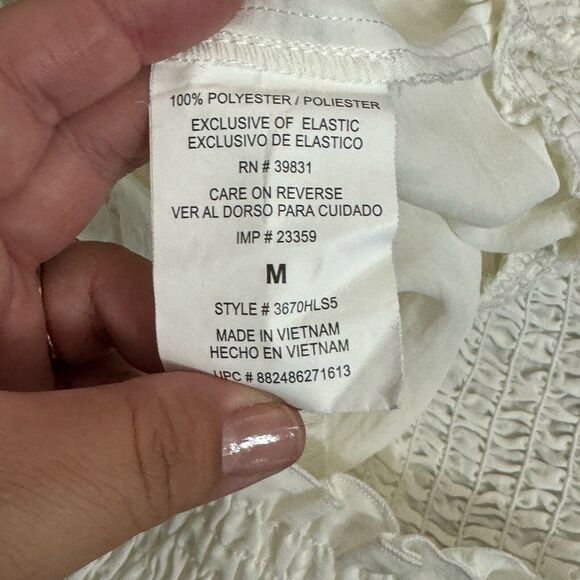 100% POLYESTER / POLIESTER
EXCLUSIVE OF ELASTIC
EXCLUSIVO DE ELASTICO
RN # 39831
CARE ON REVERSE
VER AL DORSO PARA CUIDADO
IMP # 23359
M
STYLE # 3670HLS5
MADE IN VIETNAM
HECHO EN VIETNAM
UPC # 882486271613